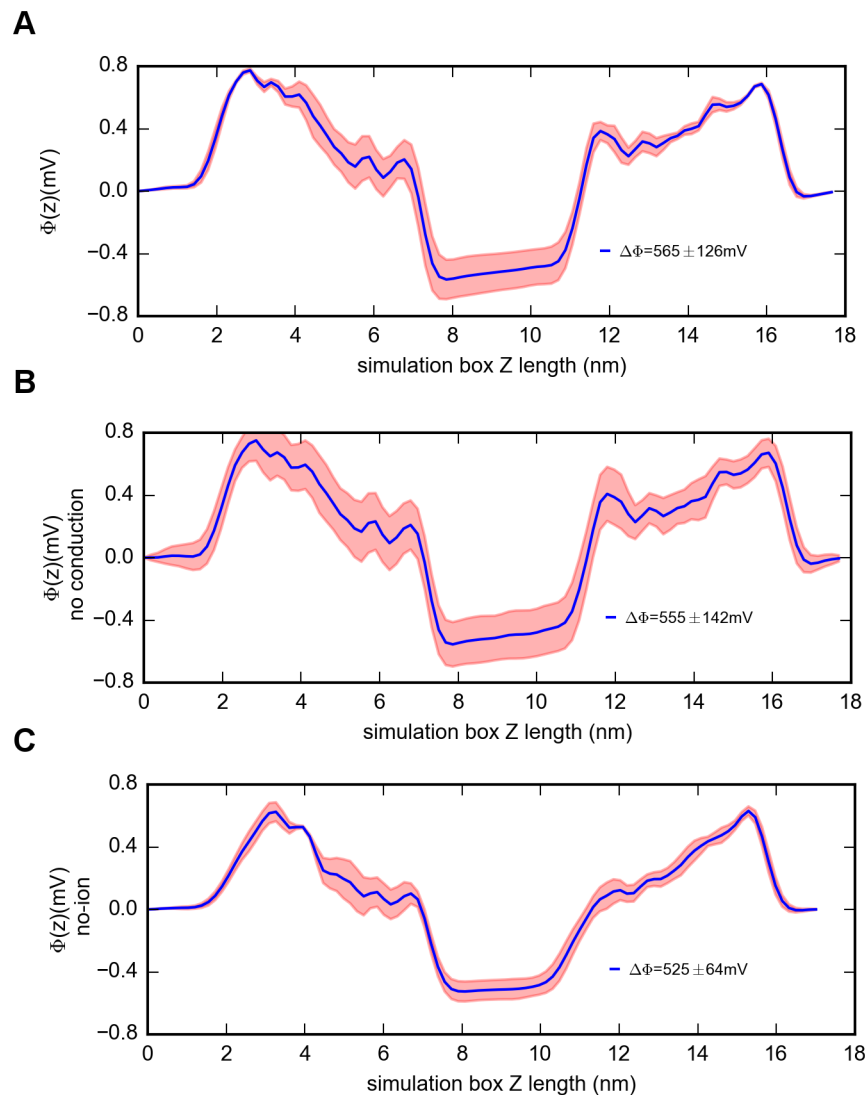 A
0.8
0.4
0.0
−0.4
−0.8
Φ(z)(mV)
ΔΦ=565±126mV
0 2 4 6 8 10 12 14 16 18
simulation box Z length (nm)
B
0.8
0.4
0.0
−0.4
−0.8
Φ(z)(mV)
no conduction
ΔΦ=555±142mV
0 2 4 6 8 10 12 14 16 18
simulation box Z length (nm)
C
0.8
0.4
0.0
−0.4
−0.8
Φ(z)(mV)
no-ion
ΔΦ=525±64mV
0 2 4 6 8 10 12 14 16 18
simulation box Z length (nm)